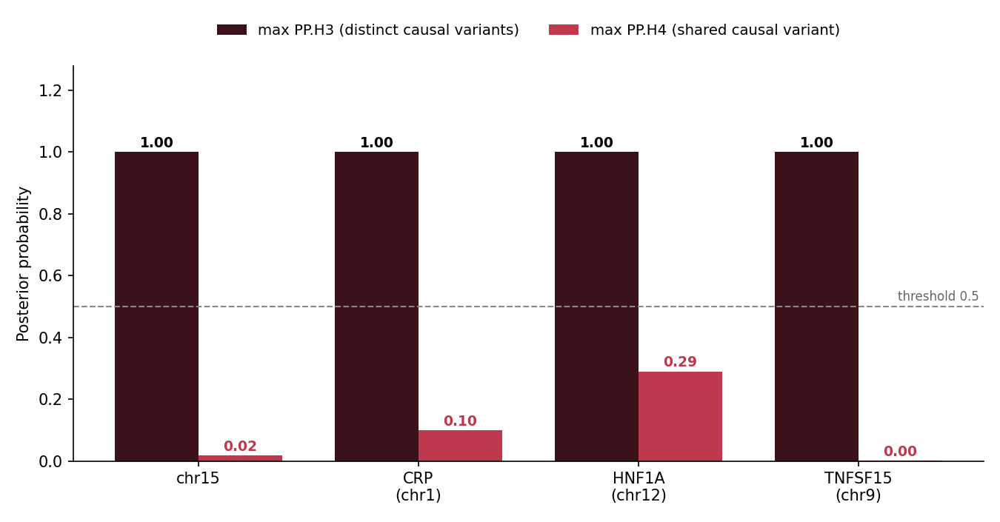 max PP.H3 (distinct causal variants) max PP.H4 (shared causal variant)
Posterior probability
1.2
1.0
0.8
0.6
0.4
0.2
0.0
1.00 1.00 1.00 1.00
threshold 0.5
0.02 0.10 0.29 0.00
chr15 CRP HNF1A TNFSF15
(chr1) (chr12) (chr9)